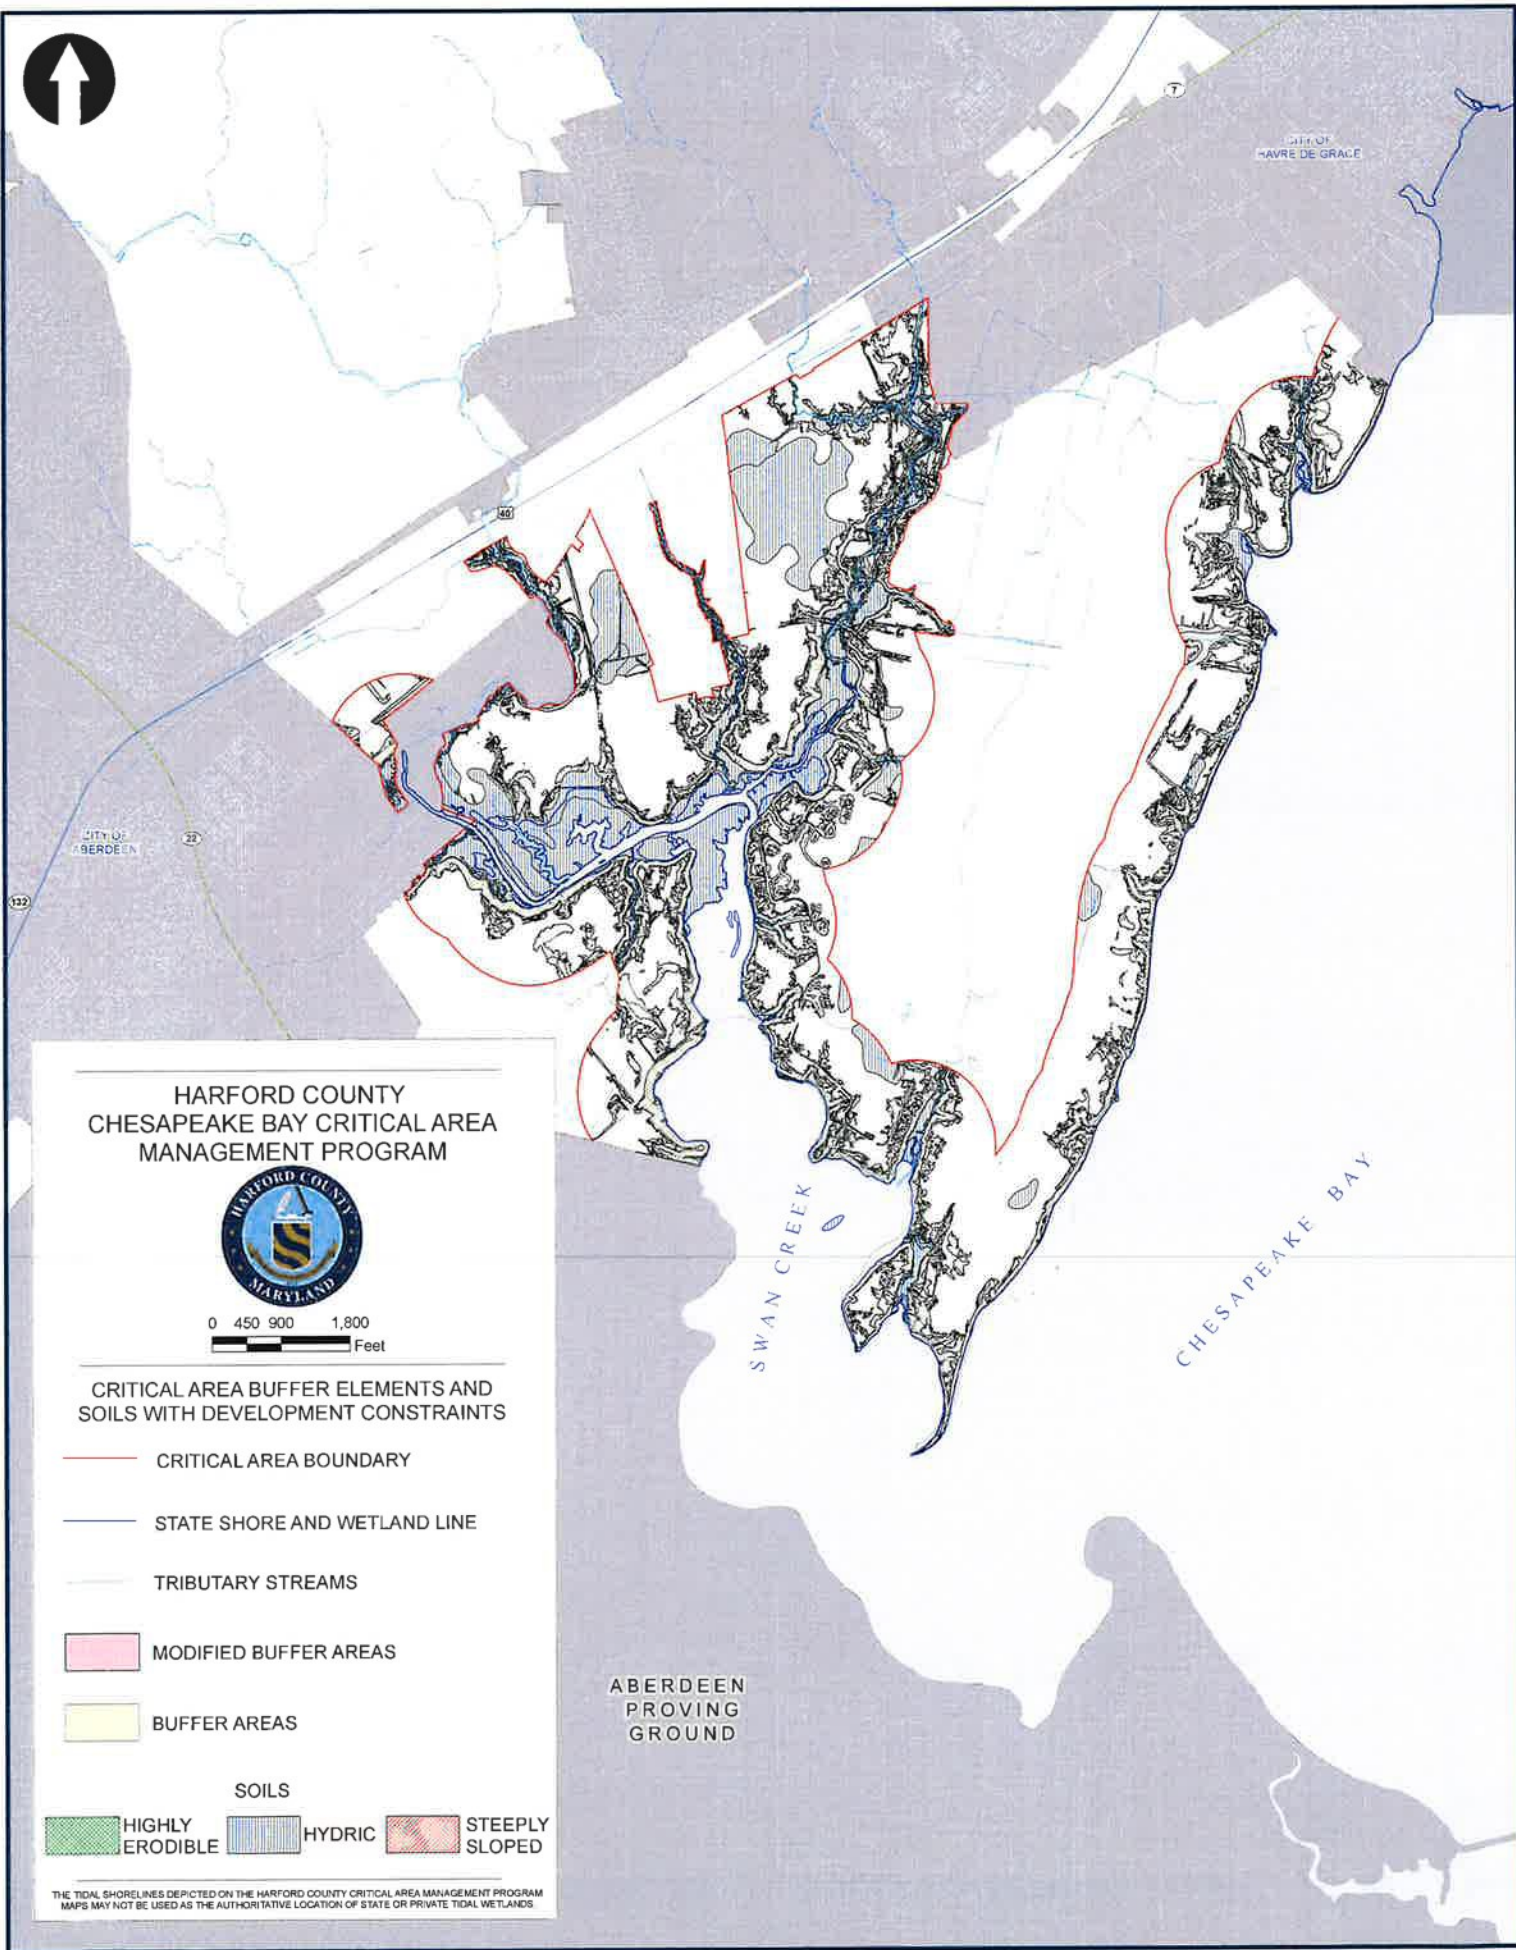 7
CITY OF
HAVRE DE GRACE
40
CITY OF
ABERDEEN
22
132
HARFORD COUNTY
CHESAPEAKE BAY CRITICAL AREA
MANAGEMENT PROGRAM
HARFORD COUNTY
MARYLAND
0 450 900 1,800
Feet
CRITICAL AREA BUFFER ELEMENTS AND
SOILS WITH DEVELOPMENT CONSTRAINTS
CRITICAL AREA BOUNDARY
STATE SHORE AND WETLAND LINE
TRIBUTARY STREAMS
MODIFIED BUFFER AREAS
BUFFER AREAS
SOILS
HIGHLY
ERODIBLE
HYDRIC
STEEPLY
SLOPED
THE TIDAL SHORELINES DEPICTED ON THE HARFORD COUNTY CRITICAL AREA MANAGEMENT PROGRAM
MAPS MAY NOT BE USED AS THE AUTHORITATIVE LOCATION OF STATE OR PRIVATE TIDAL WETLANDS
SWAN CREEK
CHESAPEAKE BAY
ABERDEEN
PROVING
GROUND